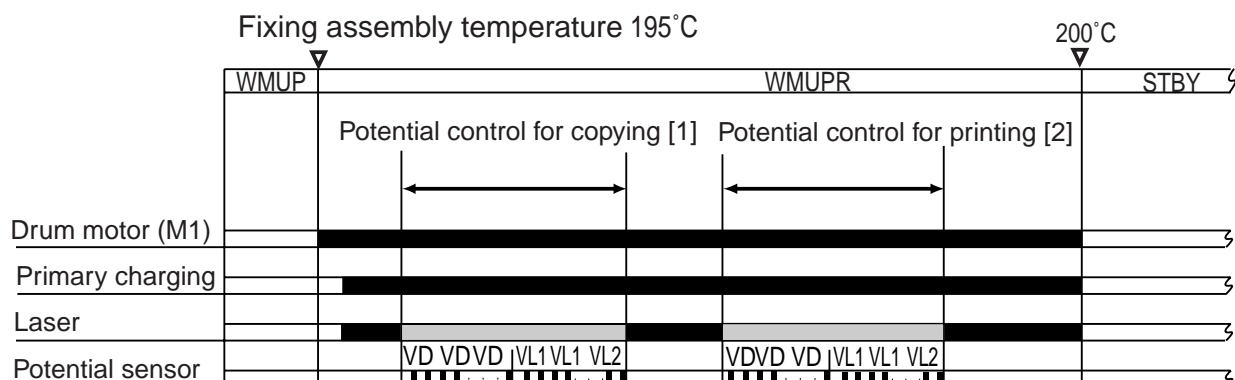 Fixing assembly temperature 195˚C
200˚C
WMUP WMUPR STBY
Potential control for copying [1] Potential control for printing [2]
Drum motor (M1)
Primary charging
Laser
VD VD VD VL1 VL1 VL2 VD VD VD VL1 VL1 VL2
Potential sensor